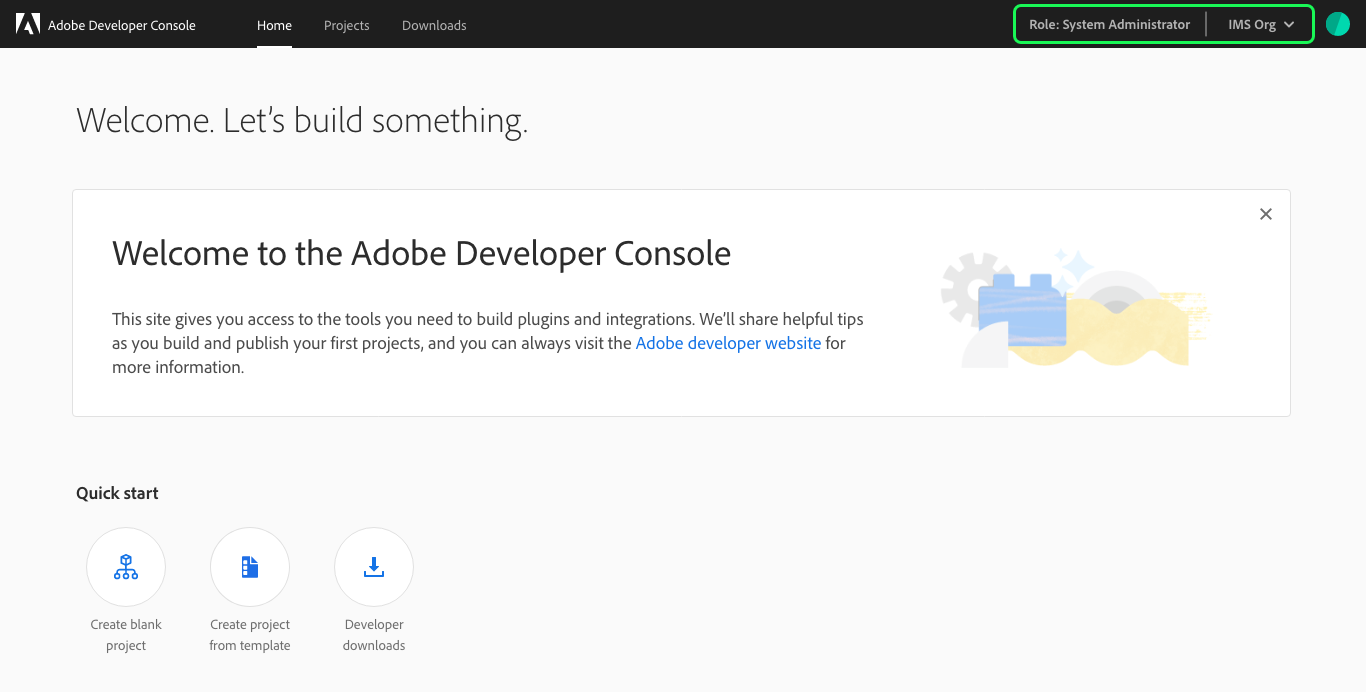 Adobe Developer Console Home Projects Downloads Role: System Administrator IMS Org
Welcome. Let’s build something.
Welcome to the Adobe Developer Console
This site gives you access to the tools you need to build plugins and integrations. We’ll share helpful tips
as you build and publish your first projects, and you can always visit the Adobe developer website for
more information.
Quick start
Create blank
project
Create project
from template
Developer
downloads